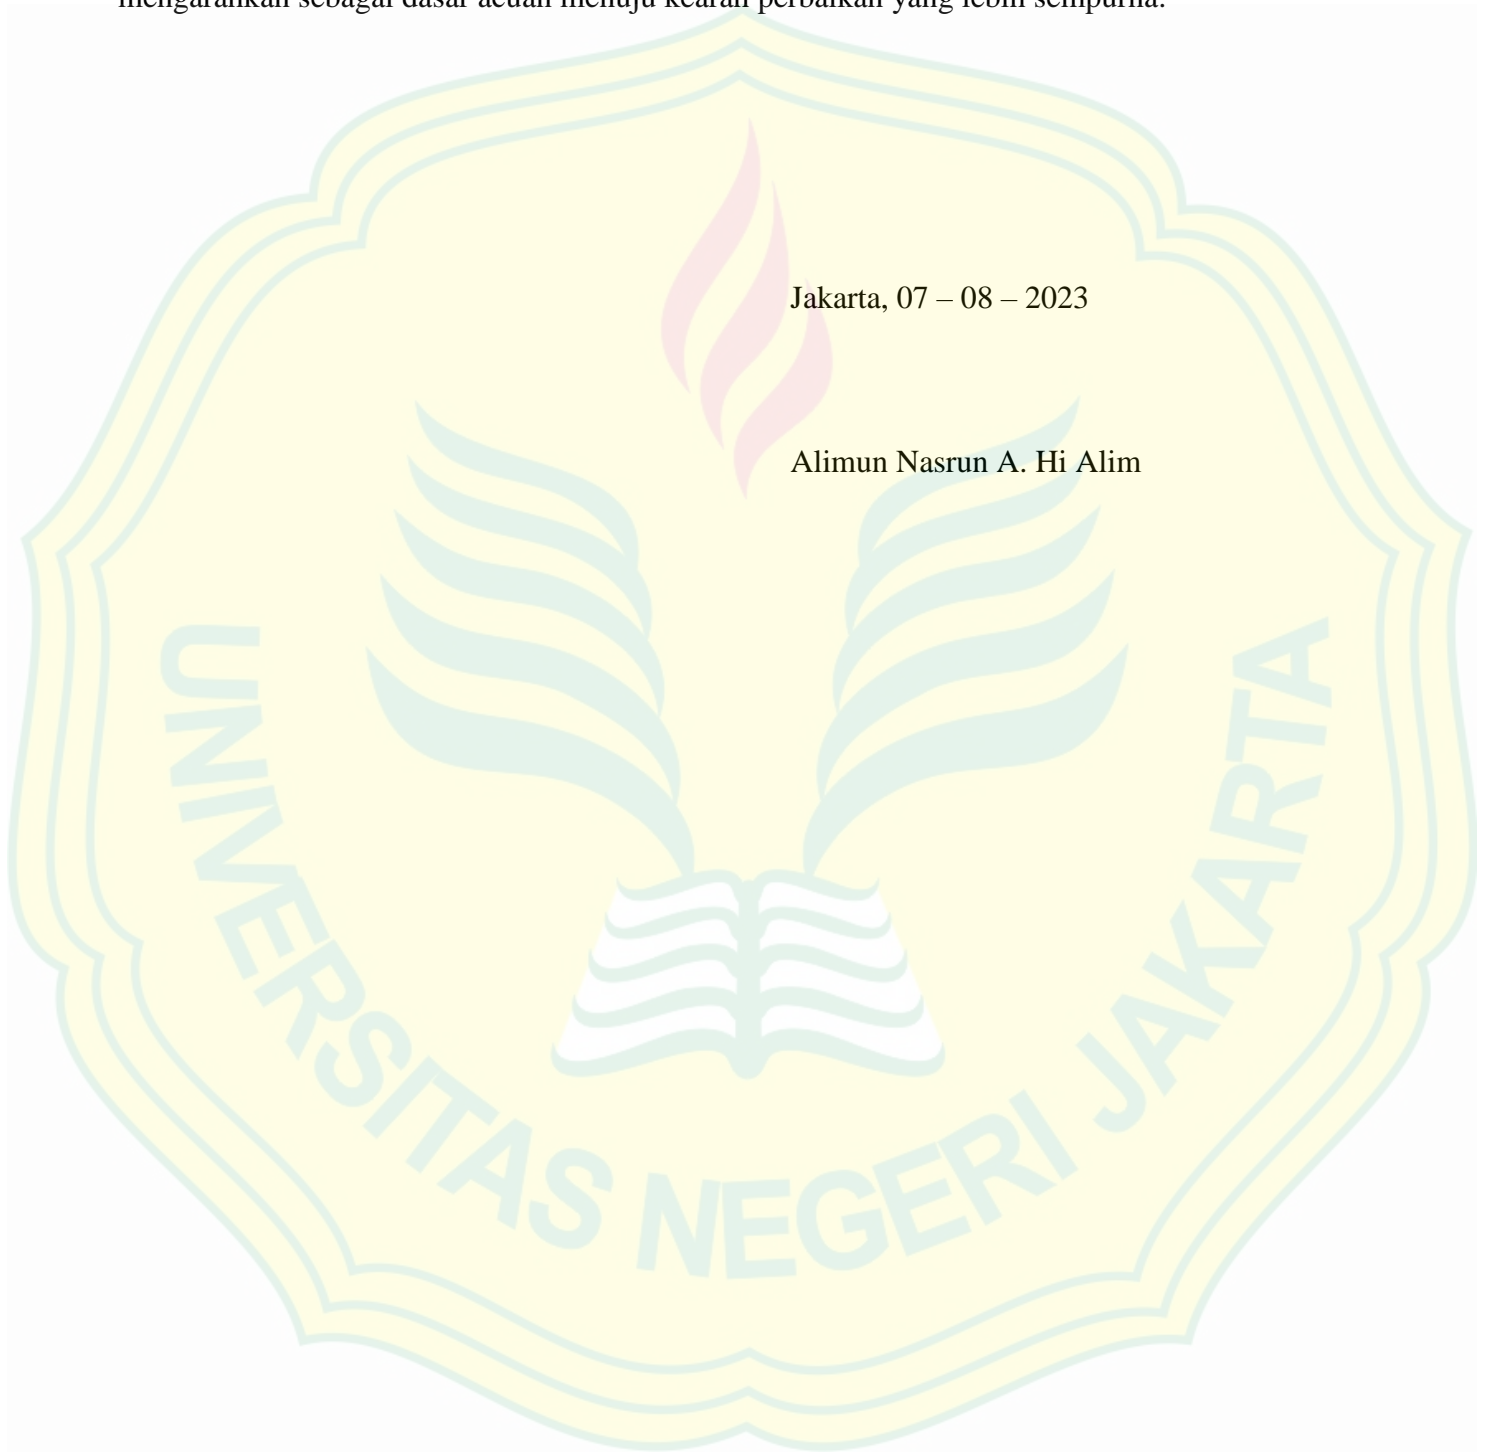 mengarahkan sebagai dasar acuan menuju kearah perbaikan yang lebih sempurna.
Jakarta, 07 – 08 – 2023
Alimun Nasrun A. Hi Alim
UNIVERSITAS NEGERI JAKARTA